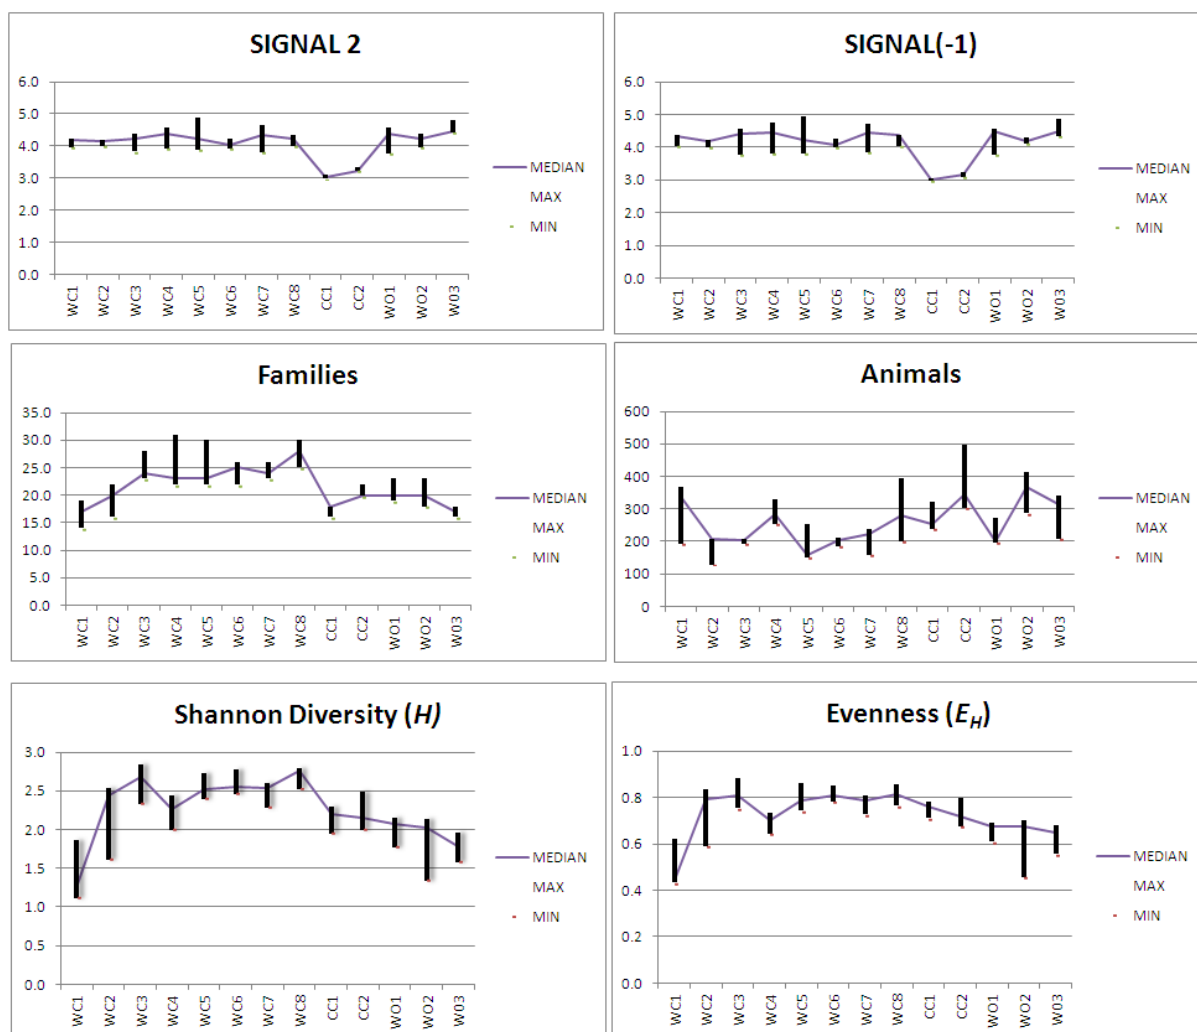 SIGNAL 2
6.0
5.0
4.0
3.0
2.0
1.0
0.0
WC1
WC2
WC3
WC4
WC5
WC6
WC7
WC8
CC1
CC2
WO1
WO2
W03
MEDIAN
MAX
MIN
SIGNAL(-1)
6.0
5.0
4.0
3.0
2.0
1.0
0.0
WC1
WC2
WC3
WC4
WC5
WC6
WC7
WC8
CC1
CC2
WO1
WO2
W03
MEDIAN
MAX
MIN
Families
35.0
30.0
25.0
20.0
15.0
10.0
5.0
0.0
WC1
WC2
WC3
WC4
WC5
WC6
WC7
WC8
CC1
CC2
WO1
WO2
W03
MEDIAN
MAX
MIN
Animals
600
500
400
300
200
100
0
WC1
WC2
WC3
WC4
WC5
WC6
WC7
WC8
CC1
CC2
WO1
WO2
W03
MEDIAN
MAX
MIN
Shannon Diversity (H)
3.0
2.5
2.0
1.5
1.0
0.5
0.0
WC1
WC2
WC3
WC4
WC5
WC6
WC7
WC8
CC1
CC2
WO1
WO2
W03
MEDIAN
MAX
MIN
Evenness (E_H)
1.0
0.8
0.6
0.4
0.2
0.0
WC1
WC2
WC3
WC4
WC5
WC6
WC7
WC8
CC1
CC2
WO1
WO2
W03
MEDIAN
MAX
MIN